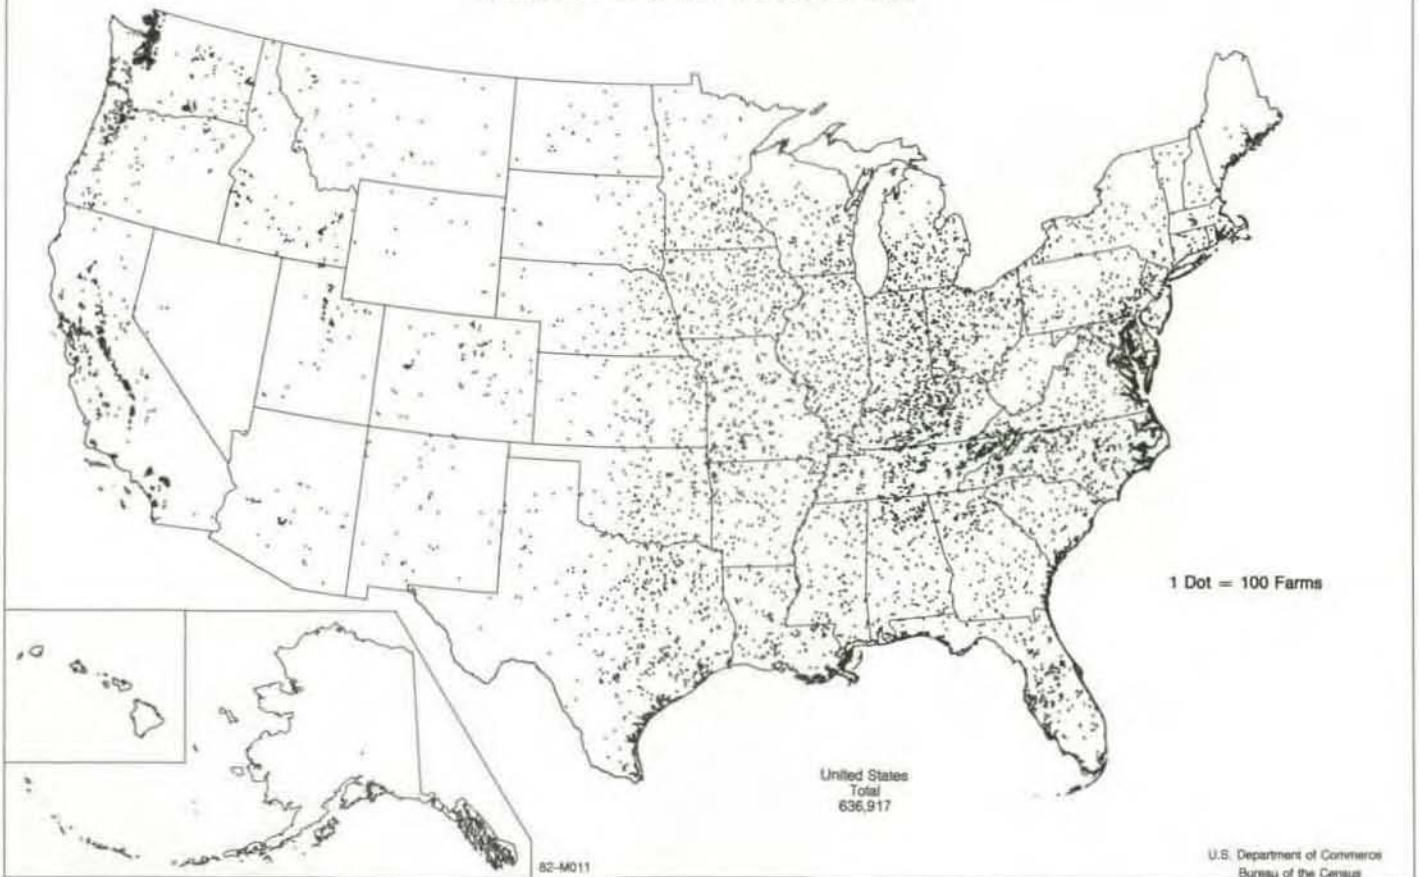 1 Dot = 100 Farms
United States
Total
636,917
82-M011
U.S. Department of Commerce
Bureau of the Census